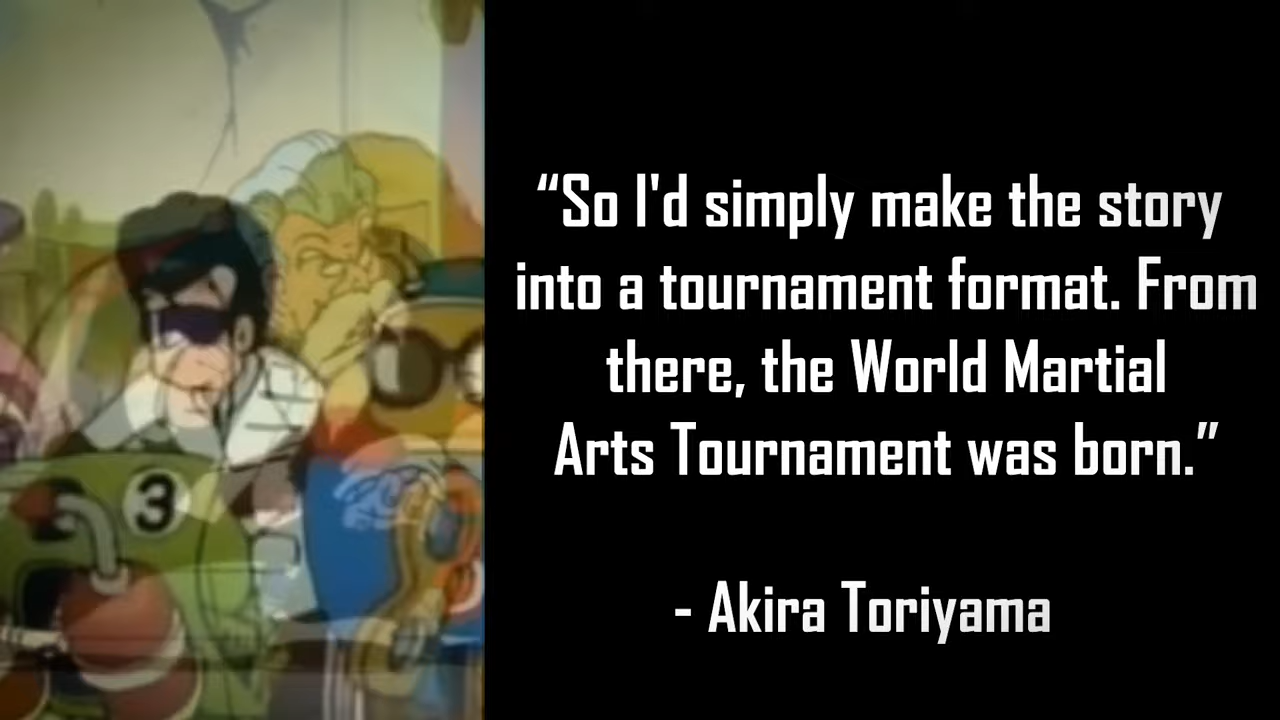 3
“So I'd simply make the story
into a tournament format. From
there, the World Martial
Arts Tournament was born.”
- Akira Toriyama